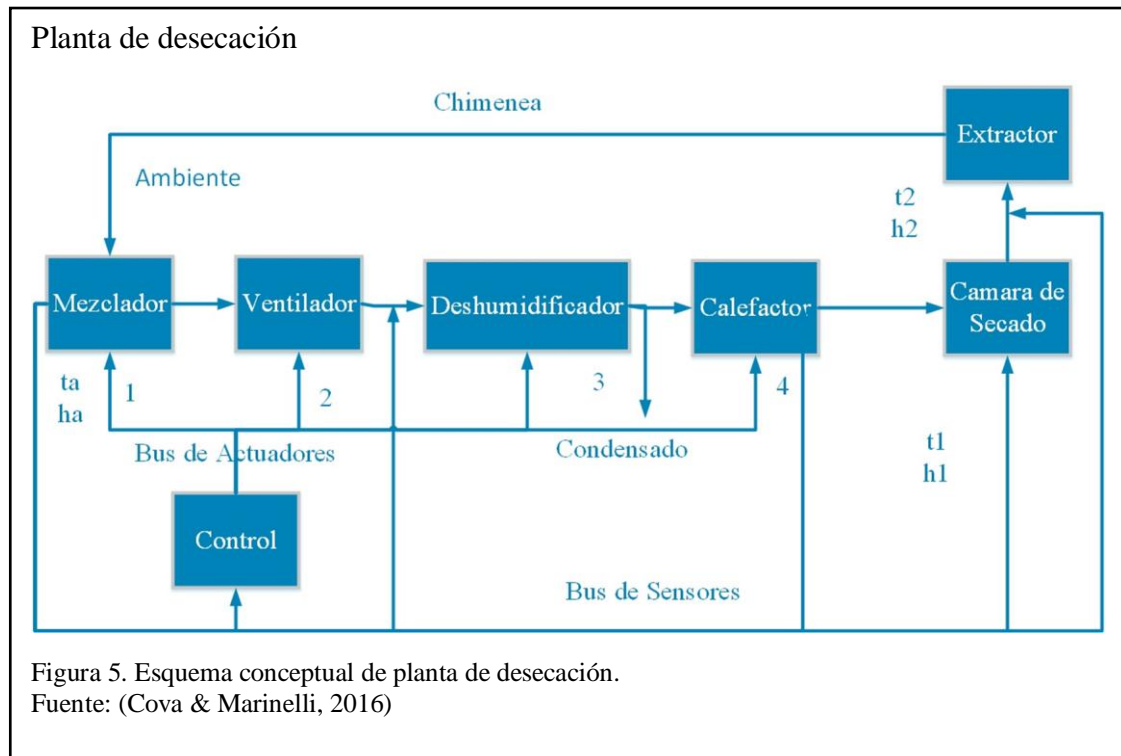 Planta de desecación
Chimenea
Extractor
Ambiente
t2
h2
Mezclador
Ventilador
Deshumidificador
Calefactor
Camara de
Secado
ta
ha
1
2
3
4
Bus de Actuadores
Condensado
t1
h1
Control
Bus de Sensores
Figura 5. Esquema conceptual de planta de desecación.
Fuente: (Cova & Marinelli, 2016)